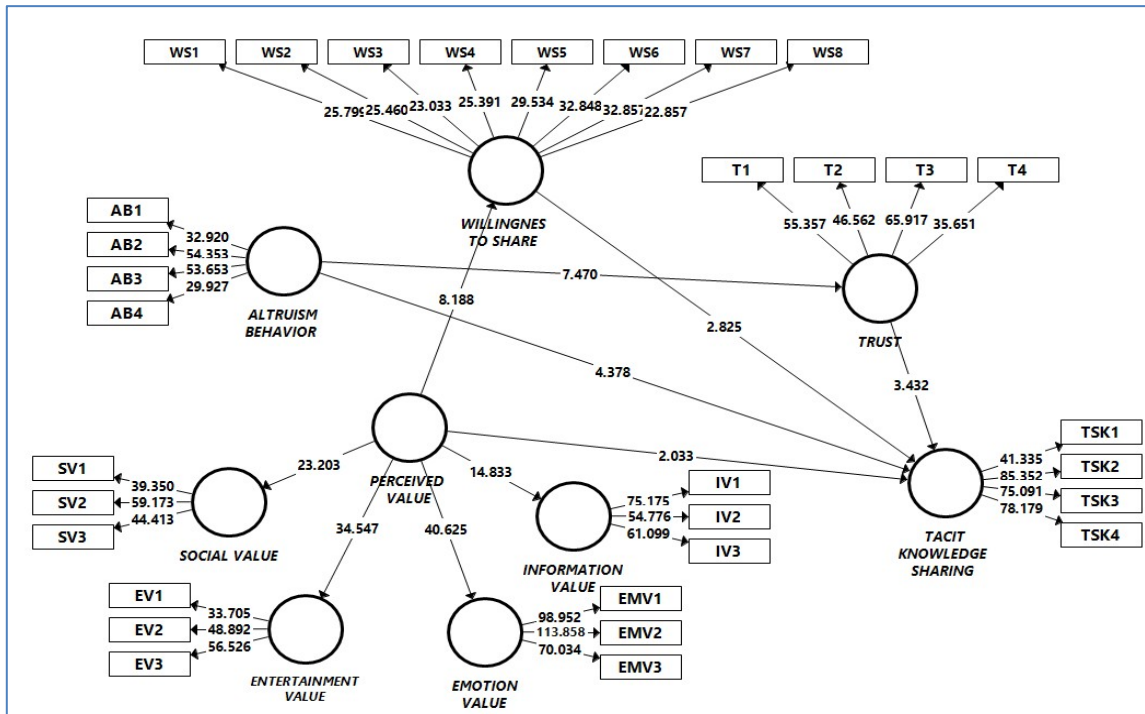 WS1 WS2 WS3 WS4 WS5 WS6 WS7 WS8
25.799 25.460 23.033 25.391 29.534 32.848 32.857 22.857
WILLINGNES
TO SHARE
T1 T2 T3 T4
55.357 46.562 65.917 35.651
TRUST
AB1
AB2
AB3
AB4
32.920
54.353
53.653
29.927
ALTRUISM
BEHAVIOR
7.470
8.188
2.825
4.378
3.432
2.033
PERCEIVED
VALUE
23.203
14.833
34.547
40.625
SV1
SV2
SV3
39.350
59.173
44.413
SOCIAL VALUE
IV1
IV2
IV3
75.175
54.776
61.099
INFORMATION
VALUE
TSK1
TSK2
TSK3
TSK4
41.335
85.352
75.091
78.179
TACIT
KNOWLEDGE
SHARING
EV1
EV2
EV3
33.705
48.892
56.526
ENTERTAINMENT
VALUE
EMV1
EMV2
EMV3
98.952
113.858
70.034
EMOTION
VALUE